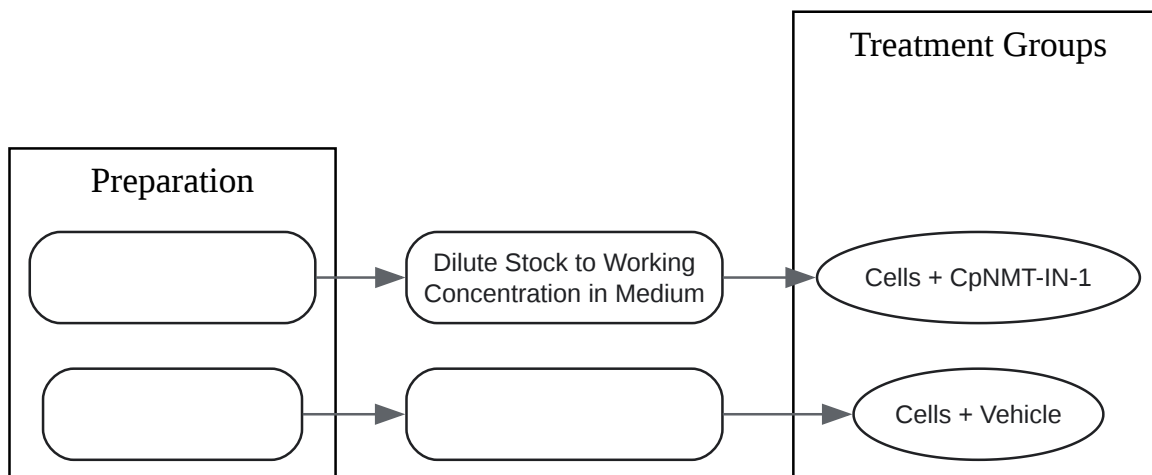 Treatment Groups
Preparation
Dilute Stock to Working
Concentration in Medium
Cells + CpNMT-IN-1
Cells + Vehicle